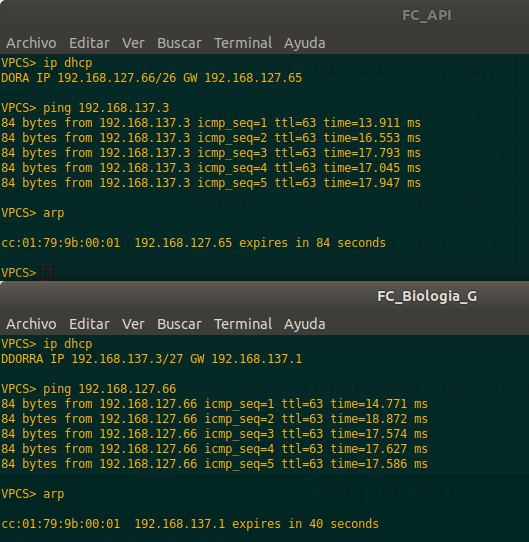 FC_API
Archivo Editar Ver Buscar Terminal Ayuda
VPCS> ip dhcp
DORA IP 192.168.127.66/26 GW 192.168.127.65
VPCS> ping 192.168.137.3
84 bytes from 192.168.137.3 icmp_seq=1 ttl=63 time=13.911 ms
84 bytes from 192.168.137.3 icmp_seq=2 ttl=63 time=16.553 ms
84 bytes from 192.168.137.3 icmp_seq=3 ttl=63 time=17.793 ms
84 bytes from 192.168.137.3 icmp_seq=4 ttl=63 time=17.045 ms
84 bytes from 192.168.137.3 icmp_seq=5 ttl=63 time=17.947 ms
VPCS> arp
cc:01:79:9b:00:01 192.168.127.65 expires in 84 seconds
VPCS>
FC_Biologia_G
Archivo Editar Ver Buscar Terminal Ayuda
VPCS> ip dhcp
DDORRA IP 192.168.137.3/27 GW 192.168.137.1
VPCS> ping 192.168.127.66
84 bytes from 192.168.127.66 icmp_seq=1 ttl=63 time=14.771 ms
84 bytes from 192.168.127.66 icmp_seq=2 ttl=63 time=18.872 ms
84 bytes from 192.168.127.66 icmp_seq=3 ttl=63 time=17.574 ms
84 bytes from 192.168.127.66 icmp_seq=4 ttl=63 time=17.627 ms
84 bytes from 192.168.127.66 icmp_seq=5 ttl=63 time=17.586 ms
VPCS> arp
cc:01:79:9b:00:01 192.168.137.1 expires in 40 seconds